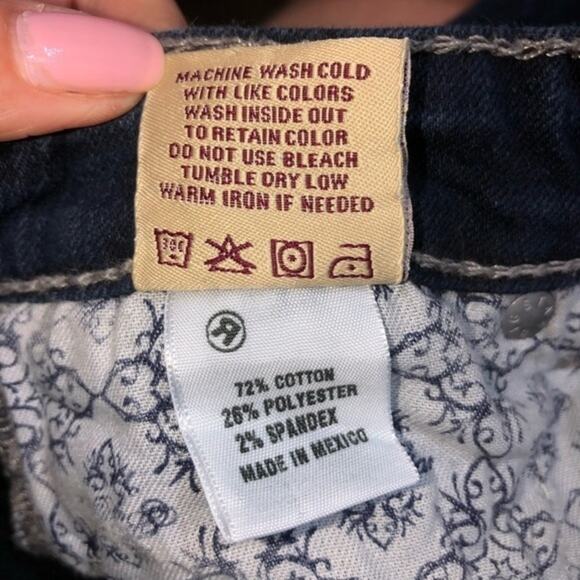 MACHINE WASH COLD
WITH LIKE COLORS
WASH INSIDE OUT
TO RETAIN COLOR
DO NOT USE BLEACH
TUMBLE DRY LOW
WARM IRON IF NEEDED
30C
R
72% COTTON
26% POLYESTER
2% SPANDEX
MADE IN MEXICO